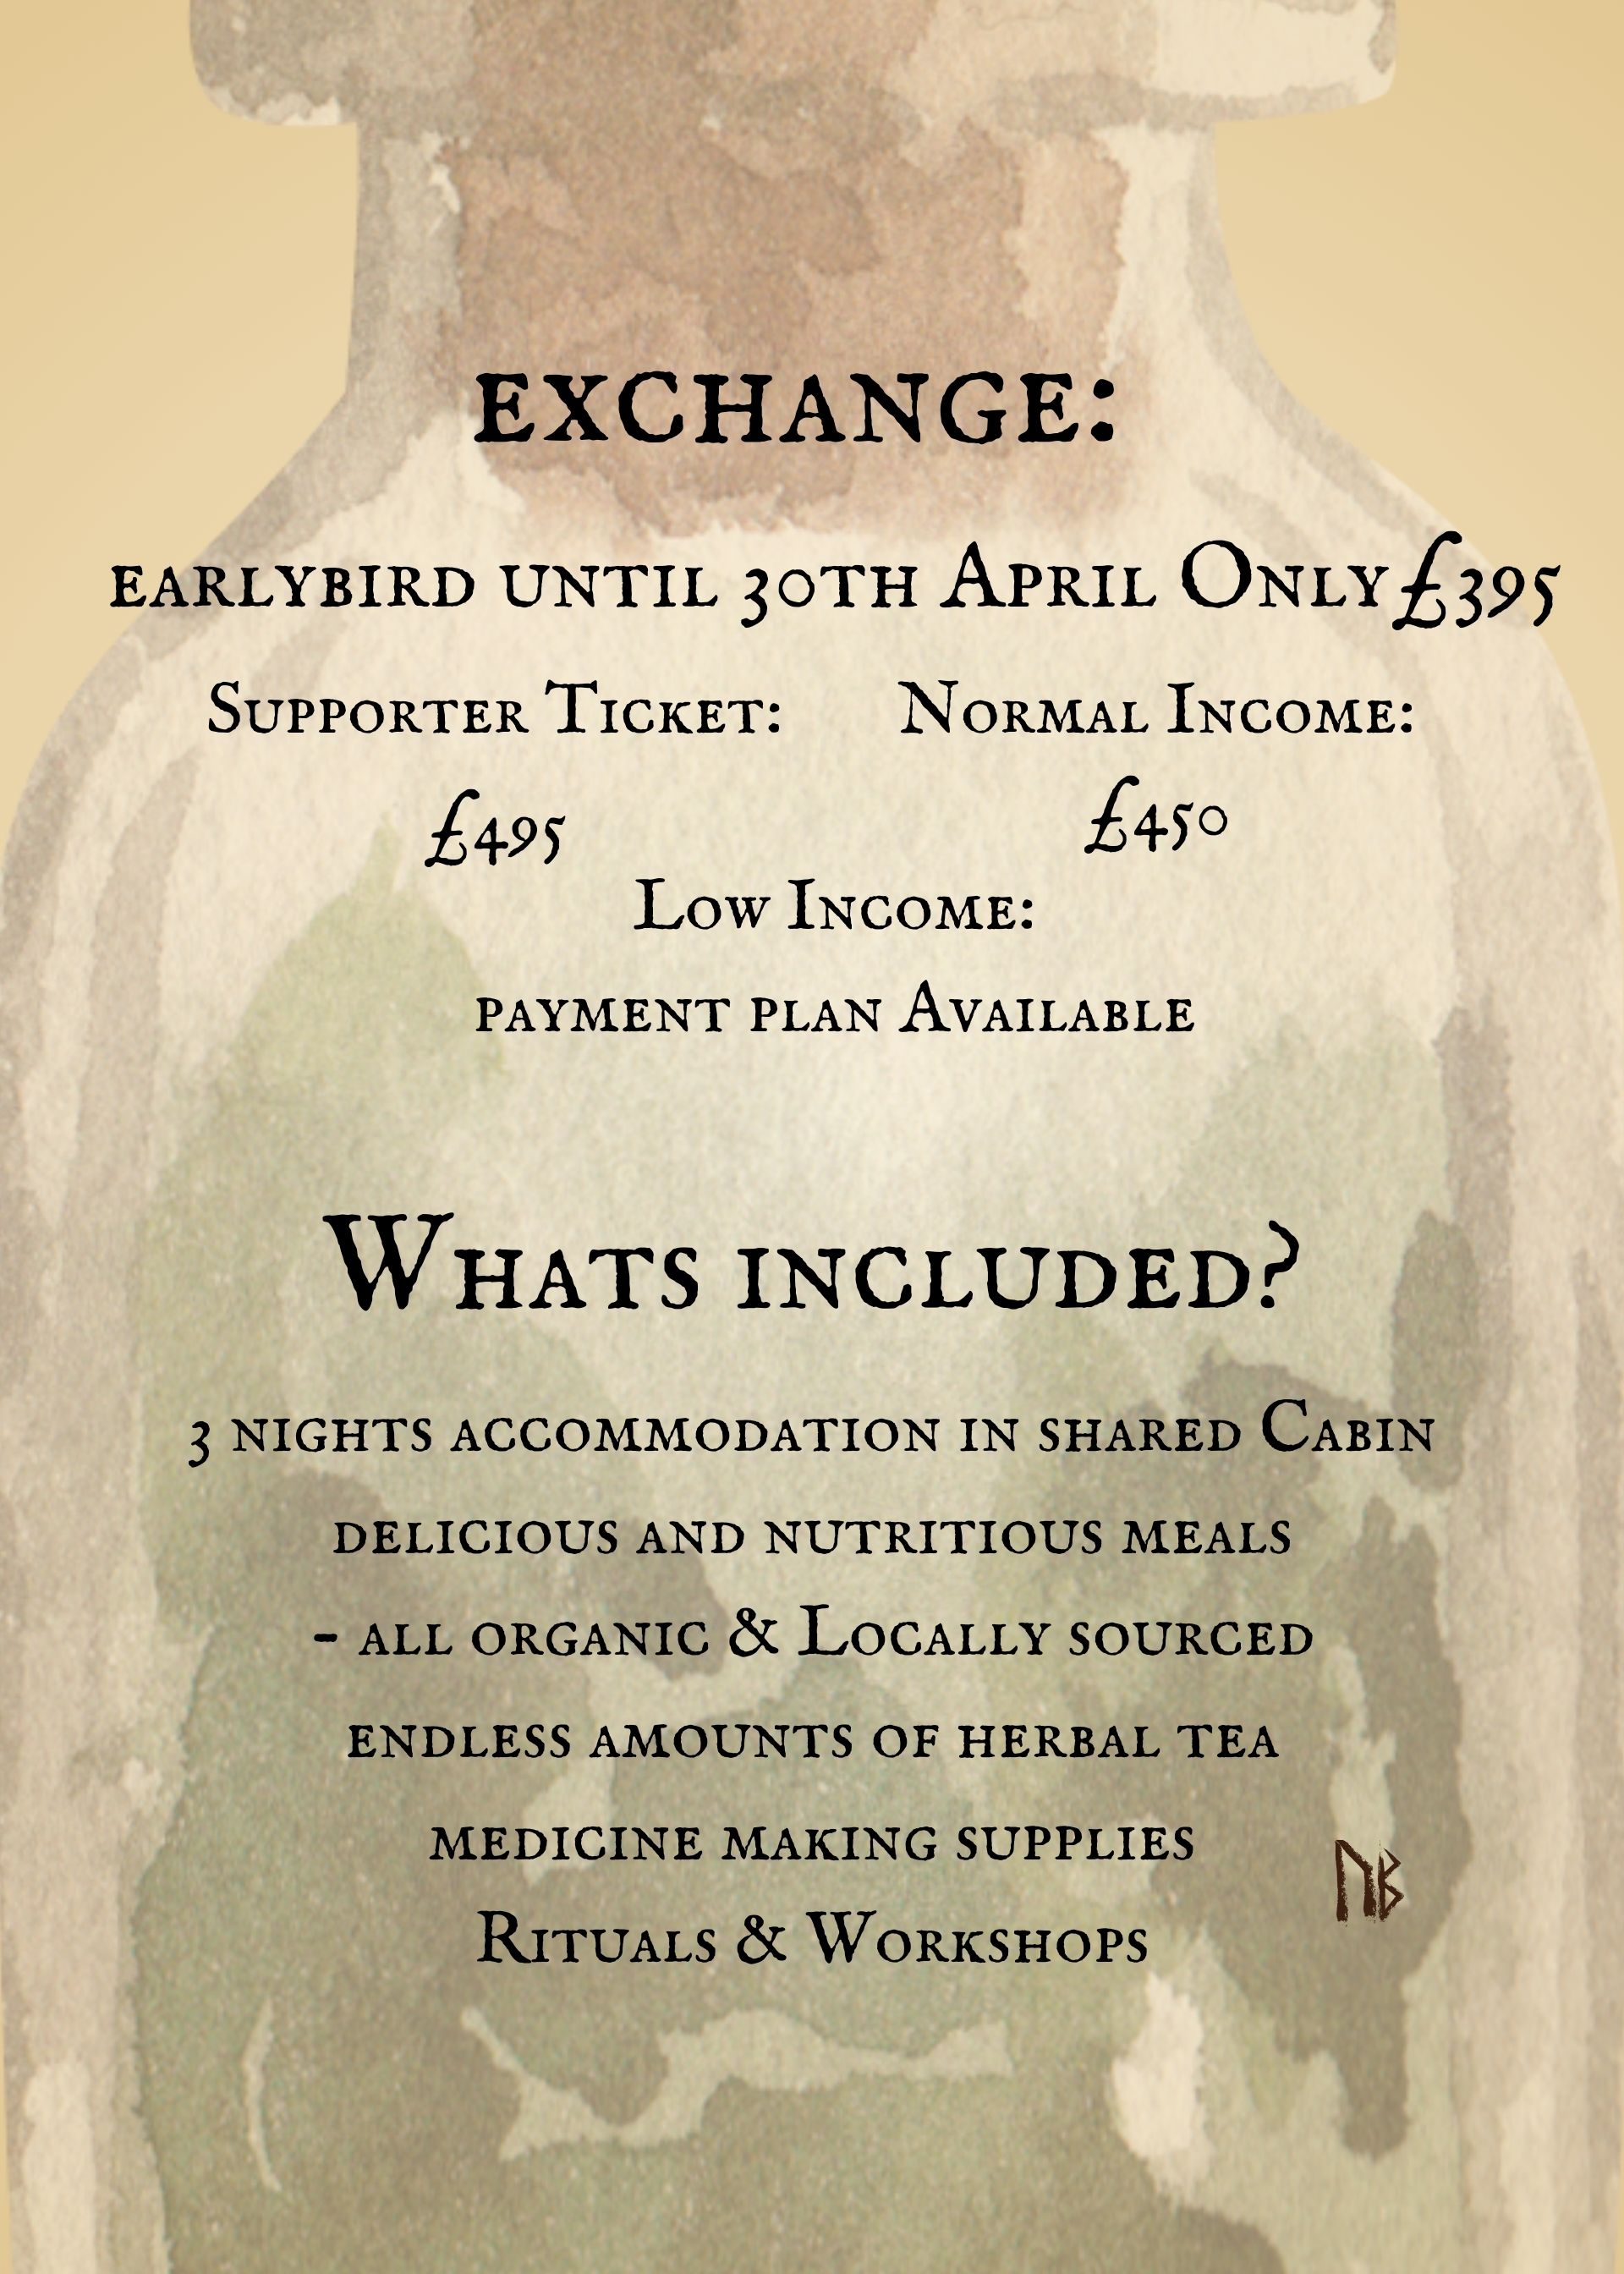 EXCHANGE:
EARLYBIRD UNTIL 30TH APRIL ONLY £395
SUPPORTER TICKET: NORMAL INCOME:
£495 £450
LOW INCOME:
PAYMENT PLAN AVAILABLE
WHATS INCLUDED?
3 NIGHTS ACCOMMODATION IN SHARED CABIN
DELICIOUS AND NUTRITIOUS MEALS
- ALL ORGANIC & LOCALLY SOURCED
ENDLESS AMOUNTS OF HERBAL TEA
MEDICINE MAKING SUPPLIES
RITUALS & WORKSHOPS